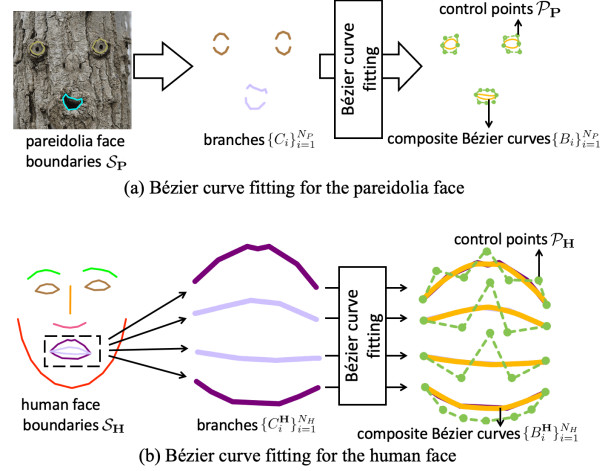 control points 𝒫_P
Bézier curve
fitting
pareidolia face
boundaries 𝒮_P
branches {C_i}_{i=1}^{N_P}
composite Bézier curves {B_i}_{i=1}^{N_P}
(a) Bézier curve fitting for the pareidolia face
control points 𝒫_H
Bézier curve
fitting
human face
boundaries 𝒮_H
branches {C_i^H}_{i=1}^{N_H}
composite Bézier curves {B_i^H}_{i=1}^{N_H}
(b) Bézier curve fitting for the human face